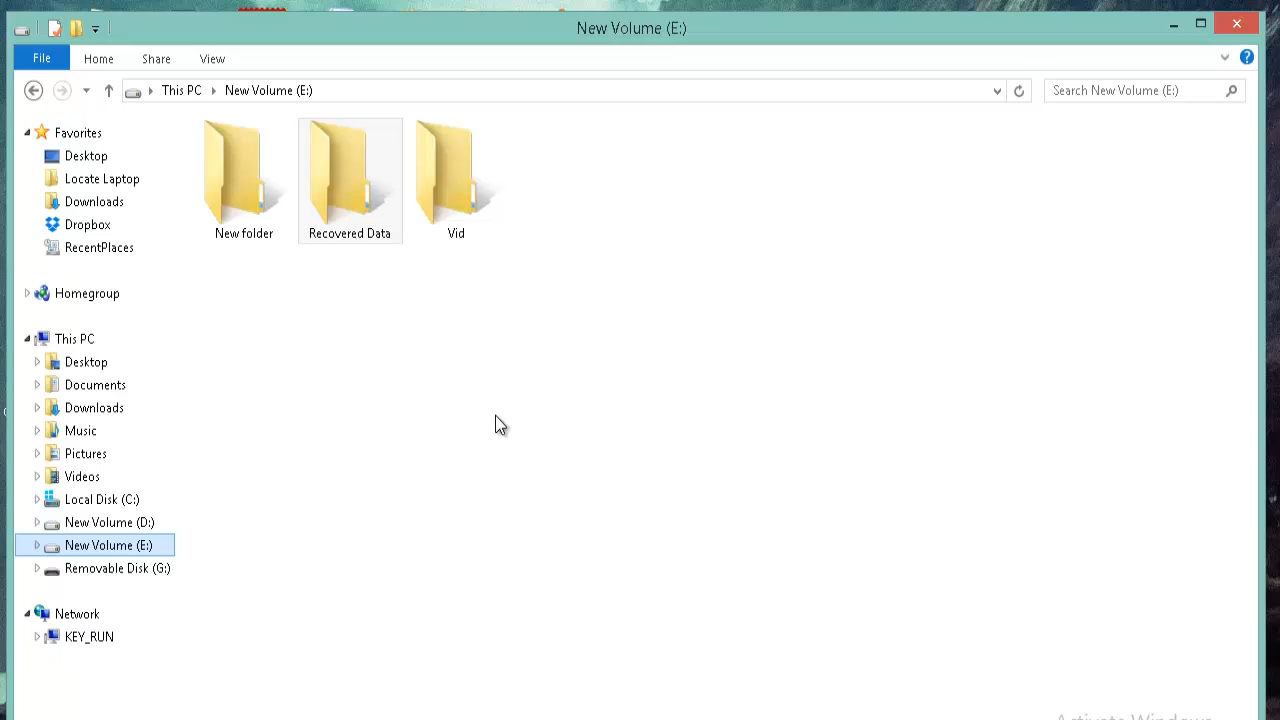 New Volume (E:)
File Home Share View
This PC New Volume (E:)
Search New Volume (E:)
Favorites
Desktop
Locate Laptop
Downloads
Dropbox
RecentPlaces
Homegroup
This PC
Desktop
Documents
Downloads
Music
Pictures
Videos
Local Disk (C:)
New Volume (D:)
New Volume (E:)
Removable Disk (G:)
Network
KEY_RUN
New folder Recovered Data Vid
Activate Windows